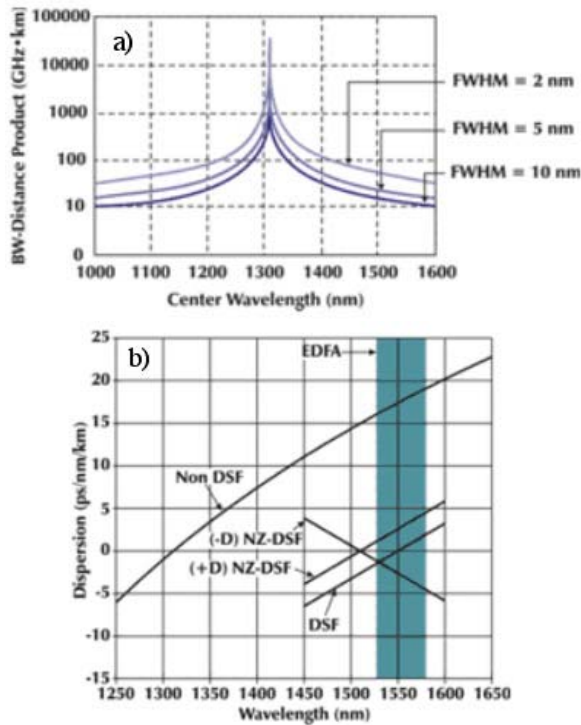 a)
BW-Distance Product (GHz•km)
100000
10000
1000
100
10
0
1000 1100 1200 1300 1400 1500 1600
Center Wavelength (nm)
FWHM = 2 nm
FWHM = 5 nm
FWHM = 10 nm
b)
Dispersion (ps/nm/km)
25
20
15
10
5
0
-5
-10
-15
1250 1300 1350 1400 1450 1500 1550 1600 1650
Wavelength (nm)
EDFA
Non DSF
(-D) NZ-DSF
(+D) NZ-DSF
DSF